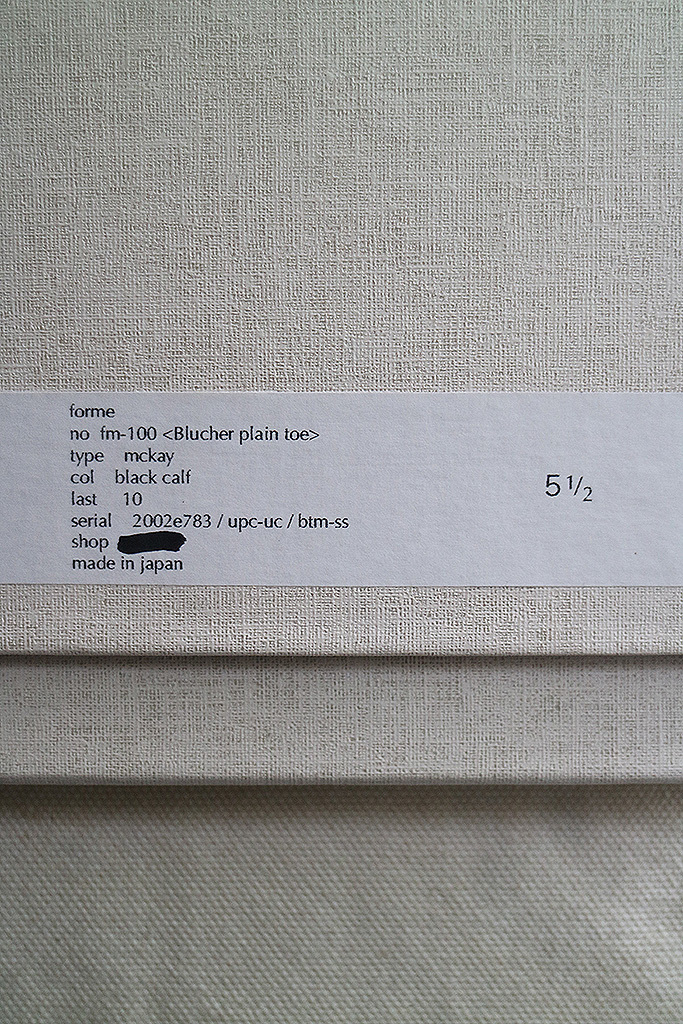 forme
no fm-100 <Blucher plain toe>
type mckay
col black calf
last 10
serial 2002e783 / upc-uc / btm-ss
shop
made in japan
5 1/2